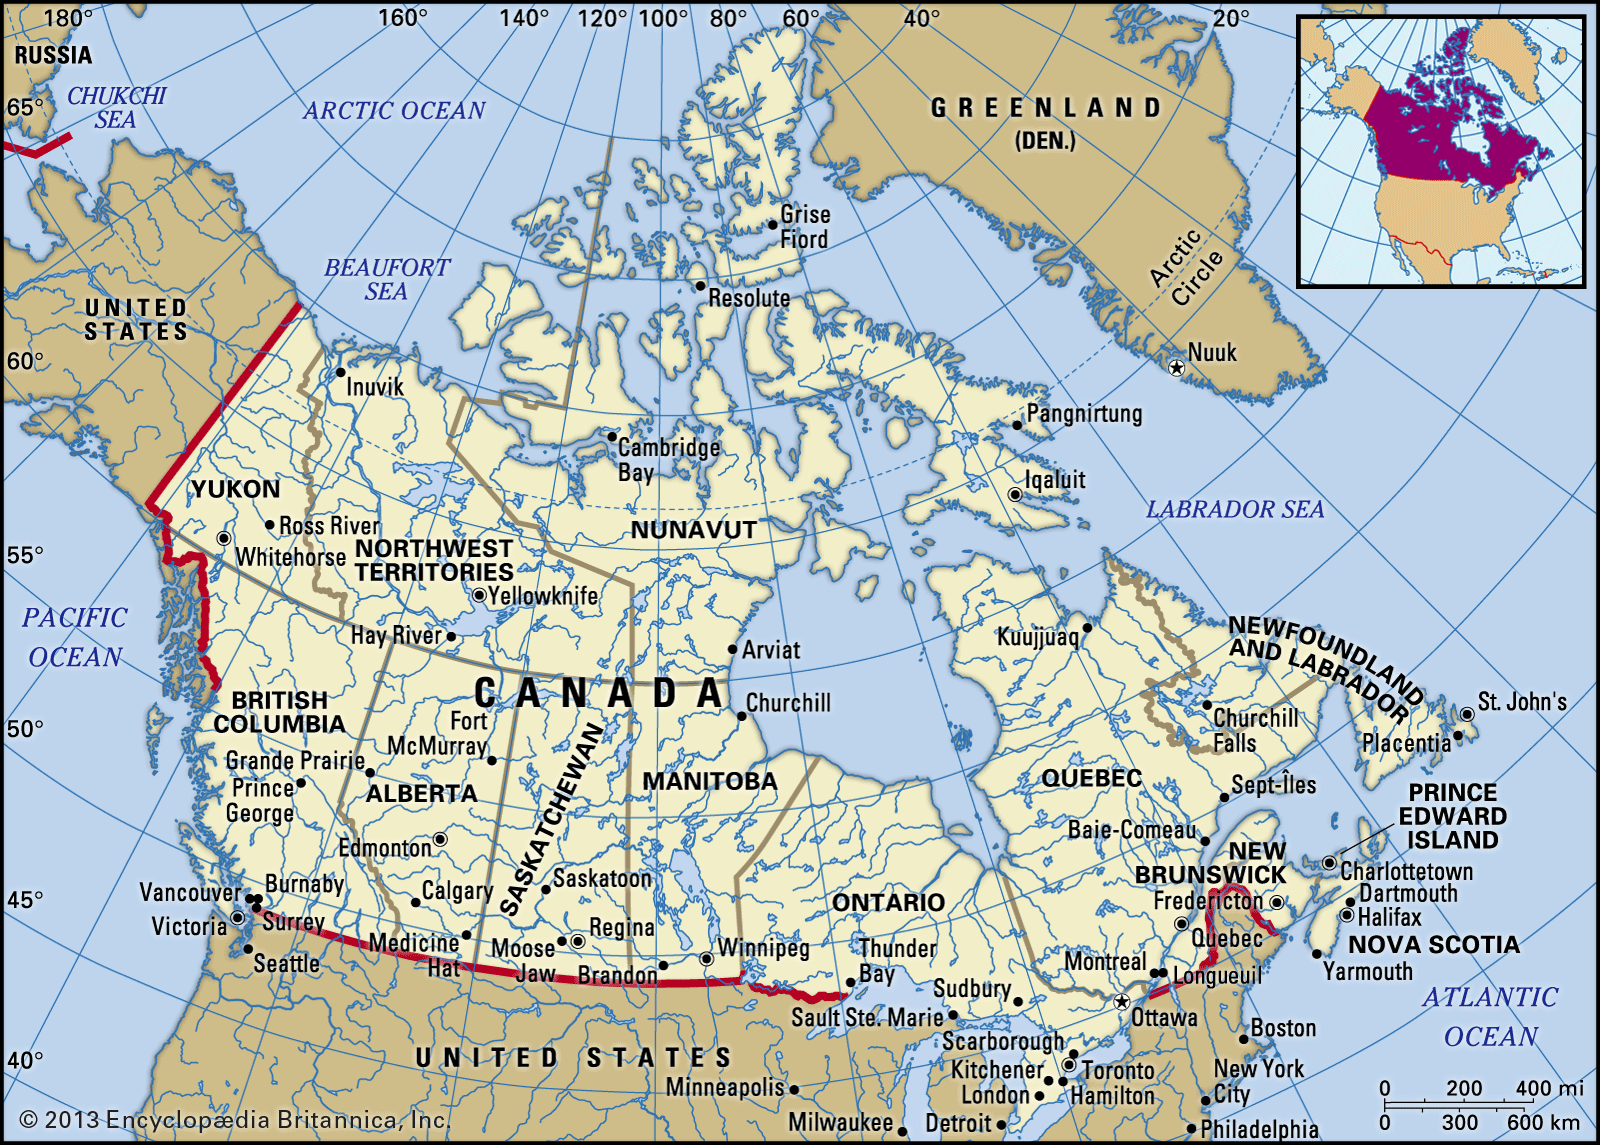 180°
160°
140°
120°
100°
80°
60°
40°
20°
RUSSIA
65°
CHUKCHI
SEA
ARCTIC OCEAN
GREENLAND
(DEN.)
Grise
Fiord
Arctic
Circle
BEAUFORT
SEA
Resolute
UNITED
STATES
Nuuk
60°
Inuvik
Pangnirtung
Cambridge
Bay
Iqaluit
YUKON
LABRADOR SEA
Ross River
NUNAVUT
Whitehorse
NORTHWEST
TERRITORIES
55°
Yellowknife
PACIFIC
OCEAN
Hay River
Kuujjuaq
NEWFOUNDLAND
AND LABRADOR
Arviat
CANADA
BRITISH
COLUMBIA
Churchill
St. John's
Fort
McMurray
Churchill
Falls
50°
Placentia
Grande Prairie
SASKATCHEWAN
MANITOBA
QUEBEC
Sept-Îles
Prince
George
ALBERTA
PRINCE
EDWARD
ISLAND
Baie-Comeau
Edmonton
NEW
BRUNSWICK
Charlottetown
Vancouver
Burnaby
Calgary
Saskatoon
Dartmouth
45°
ONTARIO
Fredericton
Halifax
Victoria
Surrey
Regina
Quebec
NOVA SCOTIA
Medicine
Hat
Moose
Jaw
Winnipeg
Thunder
Bay
Seattle
Brandon
Montreal
Longueuil
Yarmouth
Sudbury
ATLANTIC
OCEAN
Sault Ste. Marie
Ottawa
Boston
Scarborough
40°
UNITED STATES
Kitchener
Toronto
New York
City
Minneapolis
London
Hamilton
0 200 400 mi
0 300 600 km
© 2013 Encyclopædia Britannica, Inc.
Milwaukee
Detroit
Philadelphia